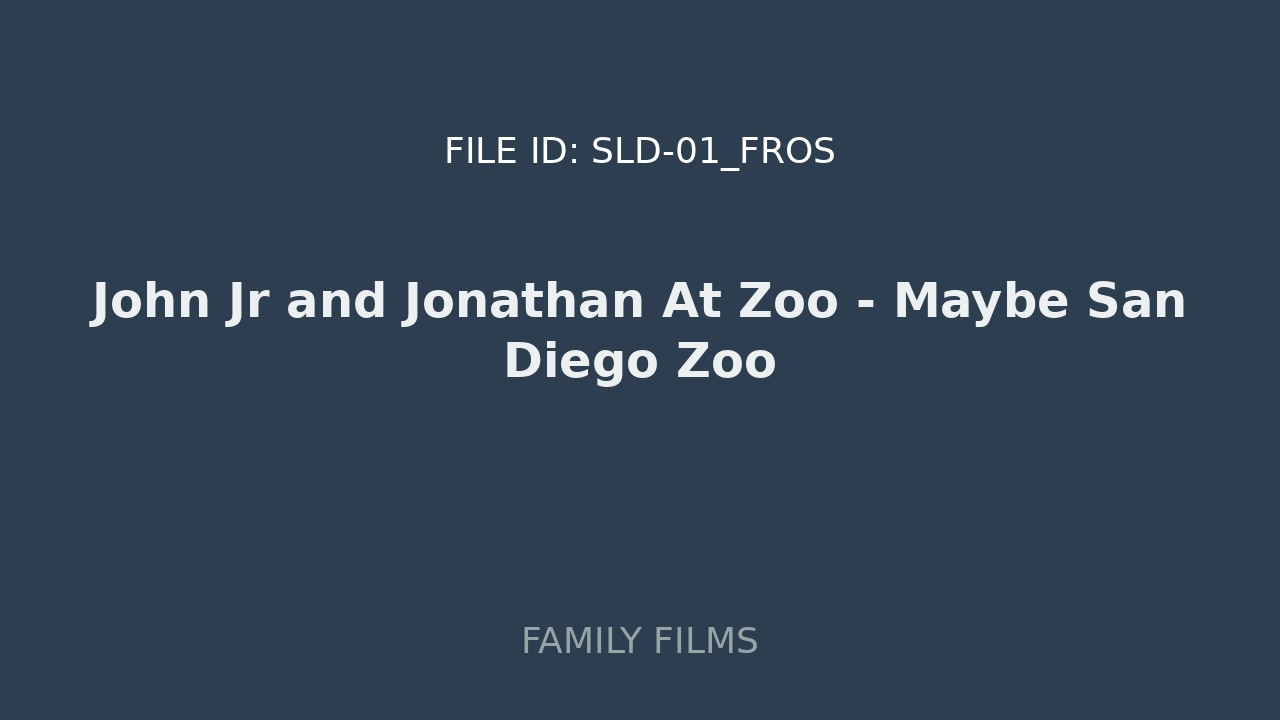 FILE ID: SLD-01_FROS
John Jr and Jonathan At Zoo - Maybe San
Diego Zoo
FAMILY FILMS